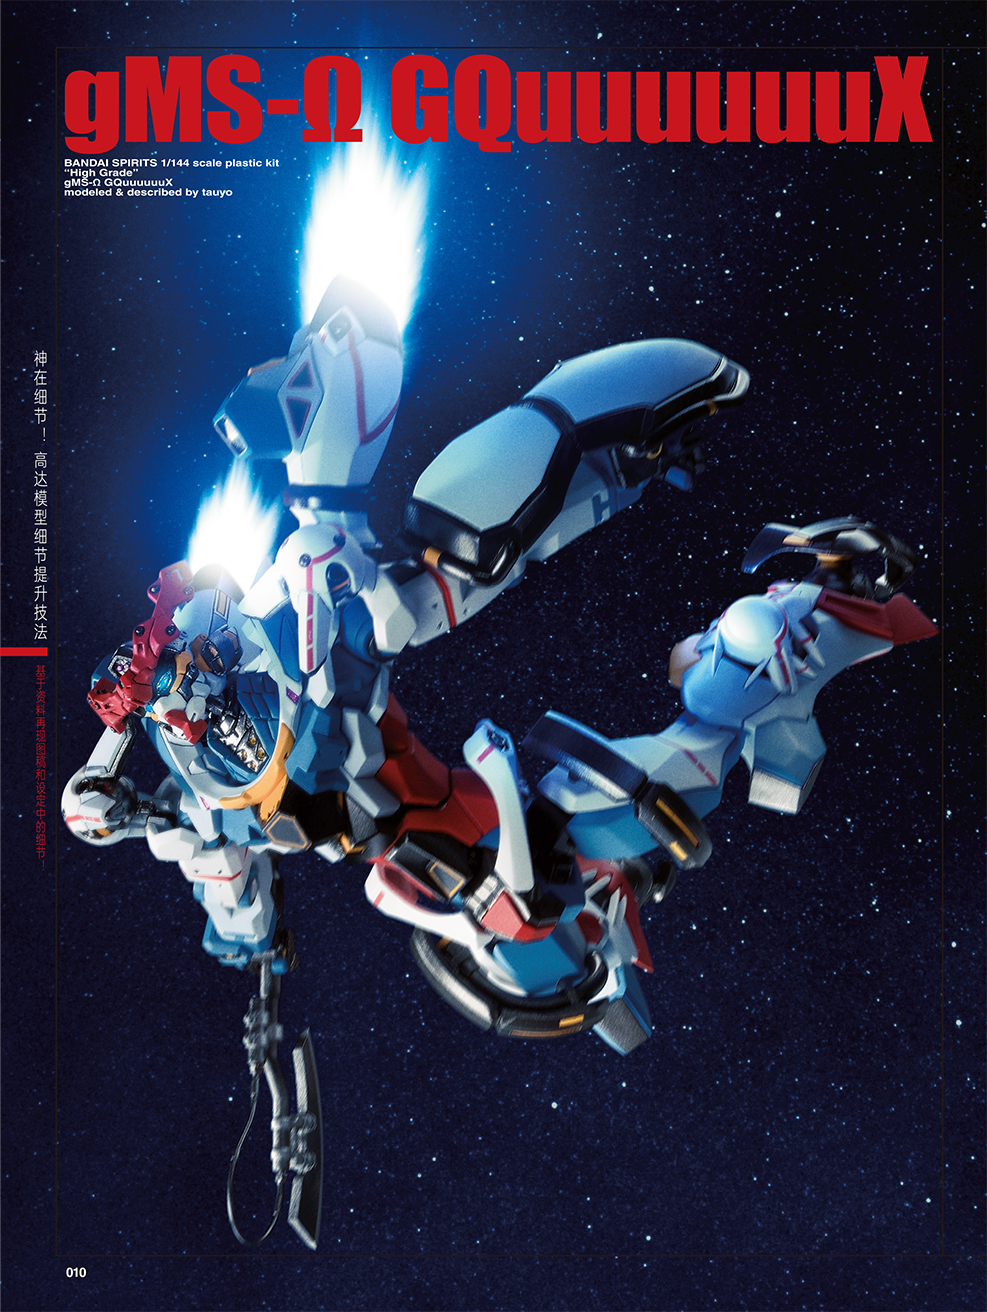 gMS-Ω GQuuuuuuX
BANDAI SPIRITS 1/144 scale plastic kit
“High Grade”
gMS-Ω GQuuuuuuX
modeled & described by tauyo
神在细节！高达模型细节提升技法
基于资料再现图稿和设定中的细节！
010